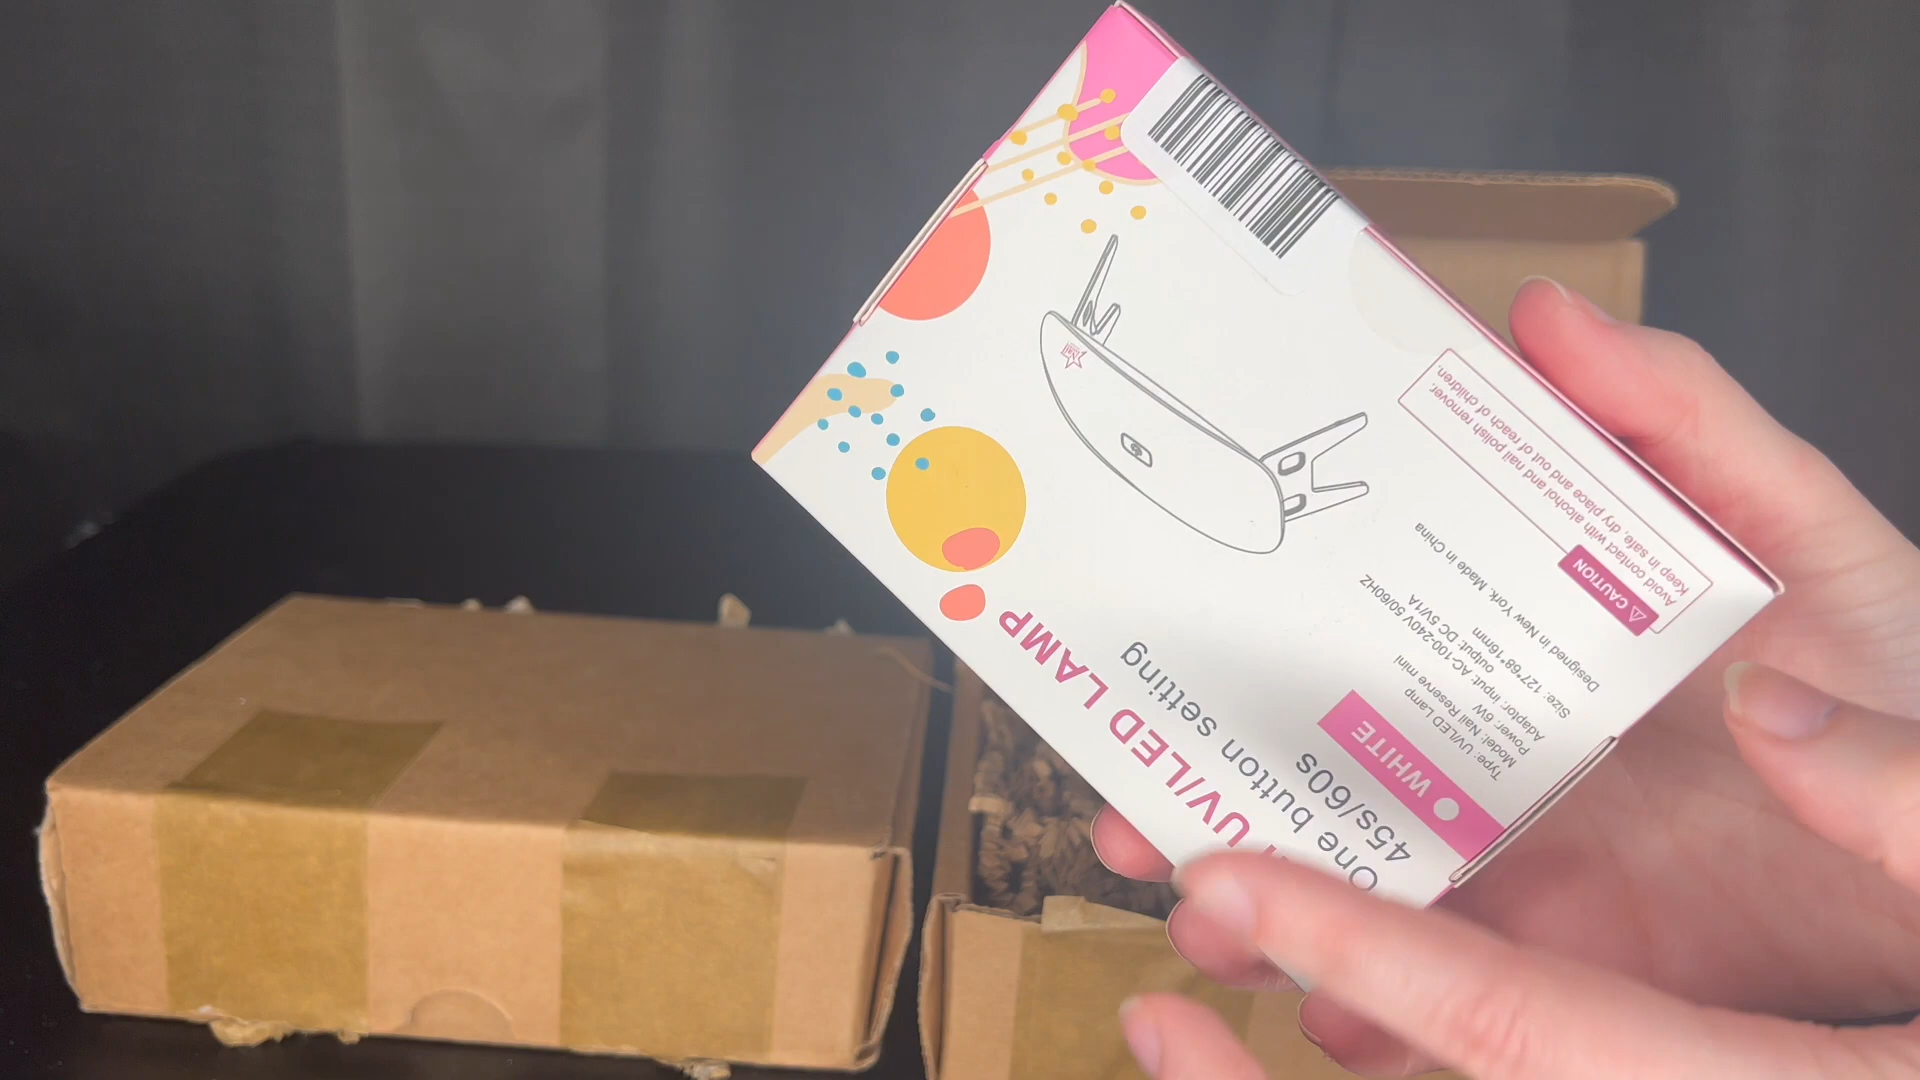 UV/LED LAMP
One button setting
45s/60s
WHITE
Type: UV/LED Lamp
Model: Nail Reserve mini
Power: 6W
Adaptor: input: AC:100-240V 50/60HZ
output: DC 5V/1A
Size: 127*68*16mm
Designed in New York. Made in China
CAUTION
Avoid contact with alcohol and nail polish remover.
Keep in safe, dry place and out of reach of children.